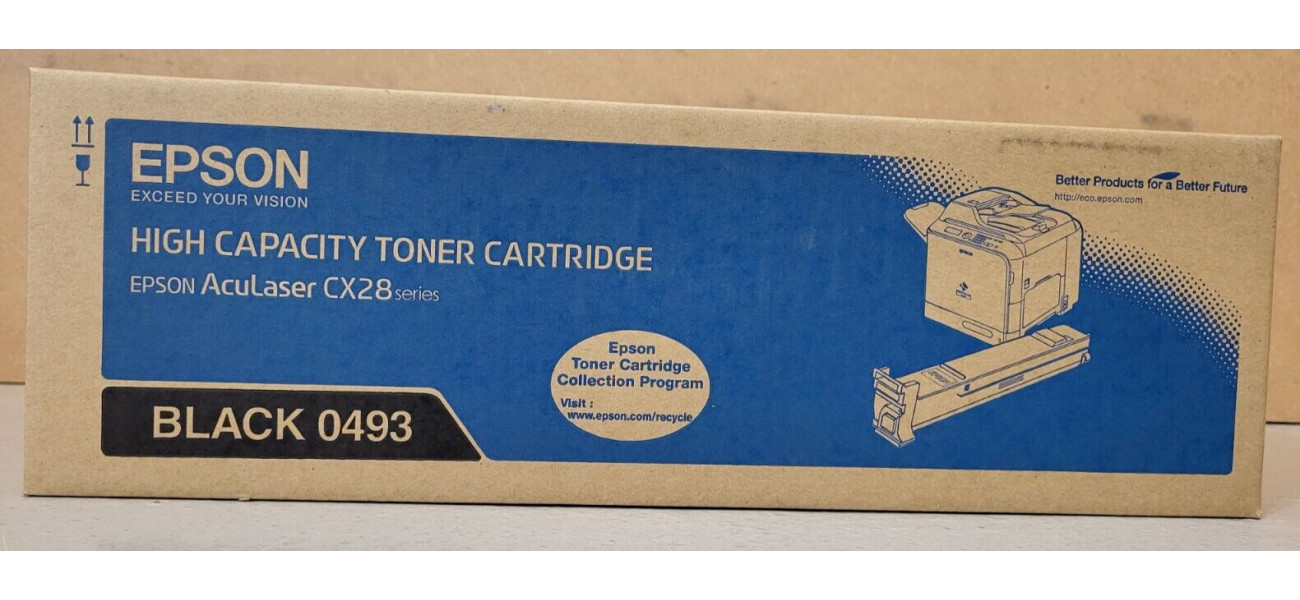 EPSON
EXCEED YOUR VISION
HIGH CAPACITY TONER CARTRIDGE
EPSON AcuLaser CX28 series
Better Products for a Better Future
http://eco.epson.com
EPSON
Epson
Toner Cartridge
Collection Program
Visit :
www.epson.com/recycle
BLACK 0493